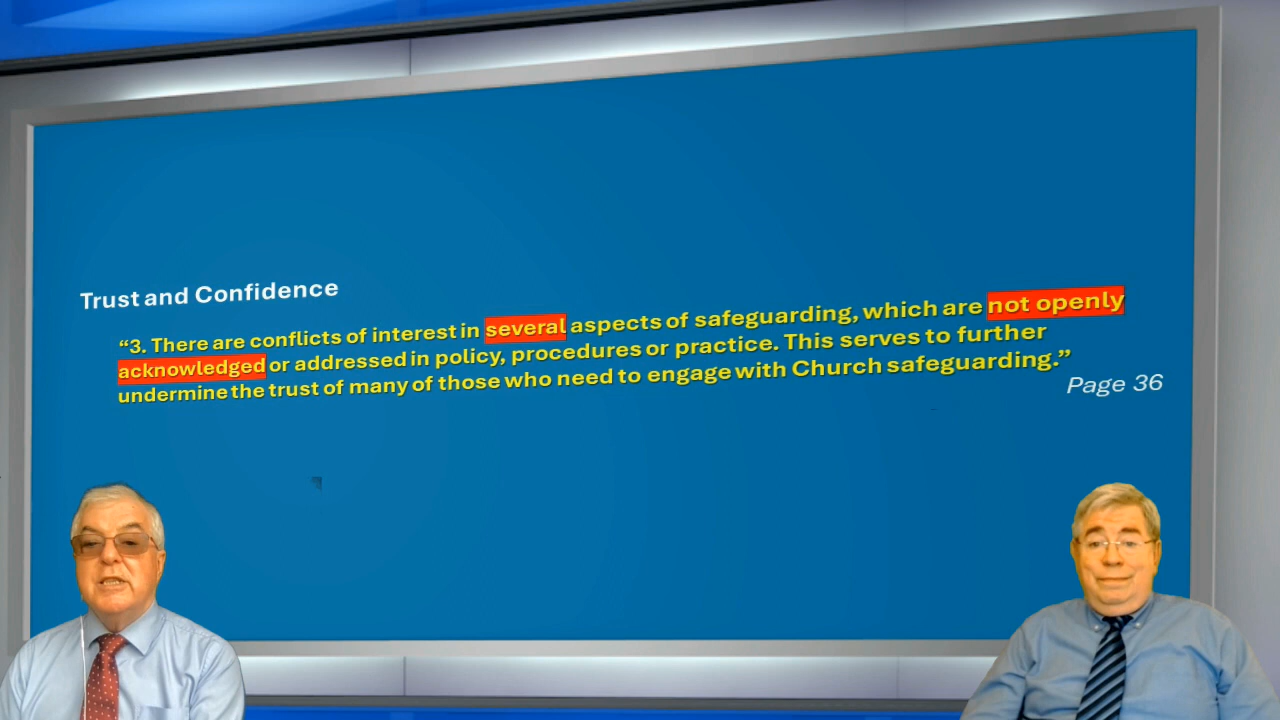 Trust and Confidence
“3. There are conflicts of interest in several aspects of safeguarding, which are not openly
acknowledged or addressed in policy, procedures or practice. This serves to further
undermine the trust of many of those who need to engage with Church safeguarding.”
Page 36